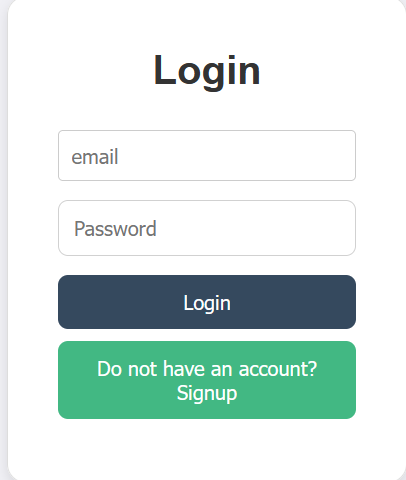 Login
email
Password
Login
Do not have an account?
Signup